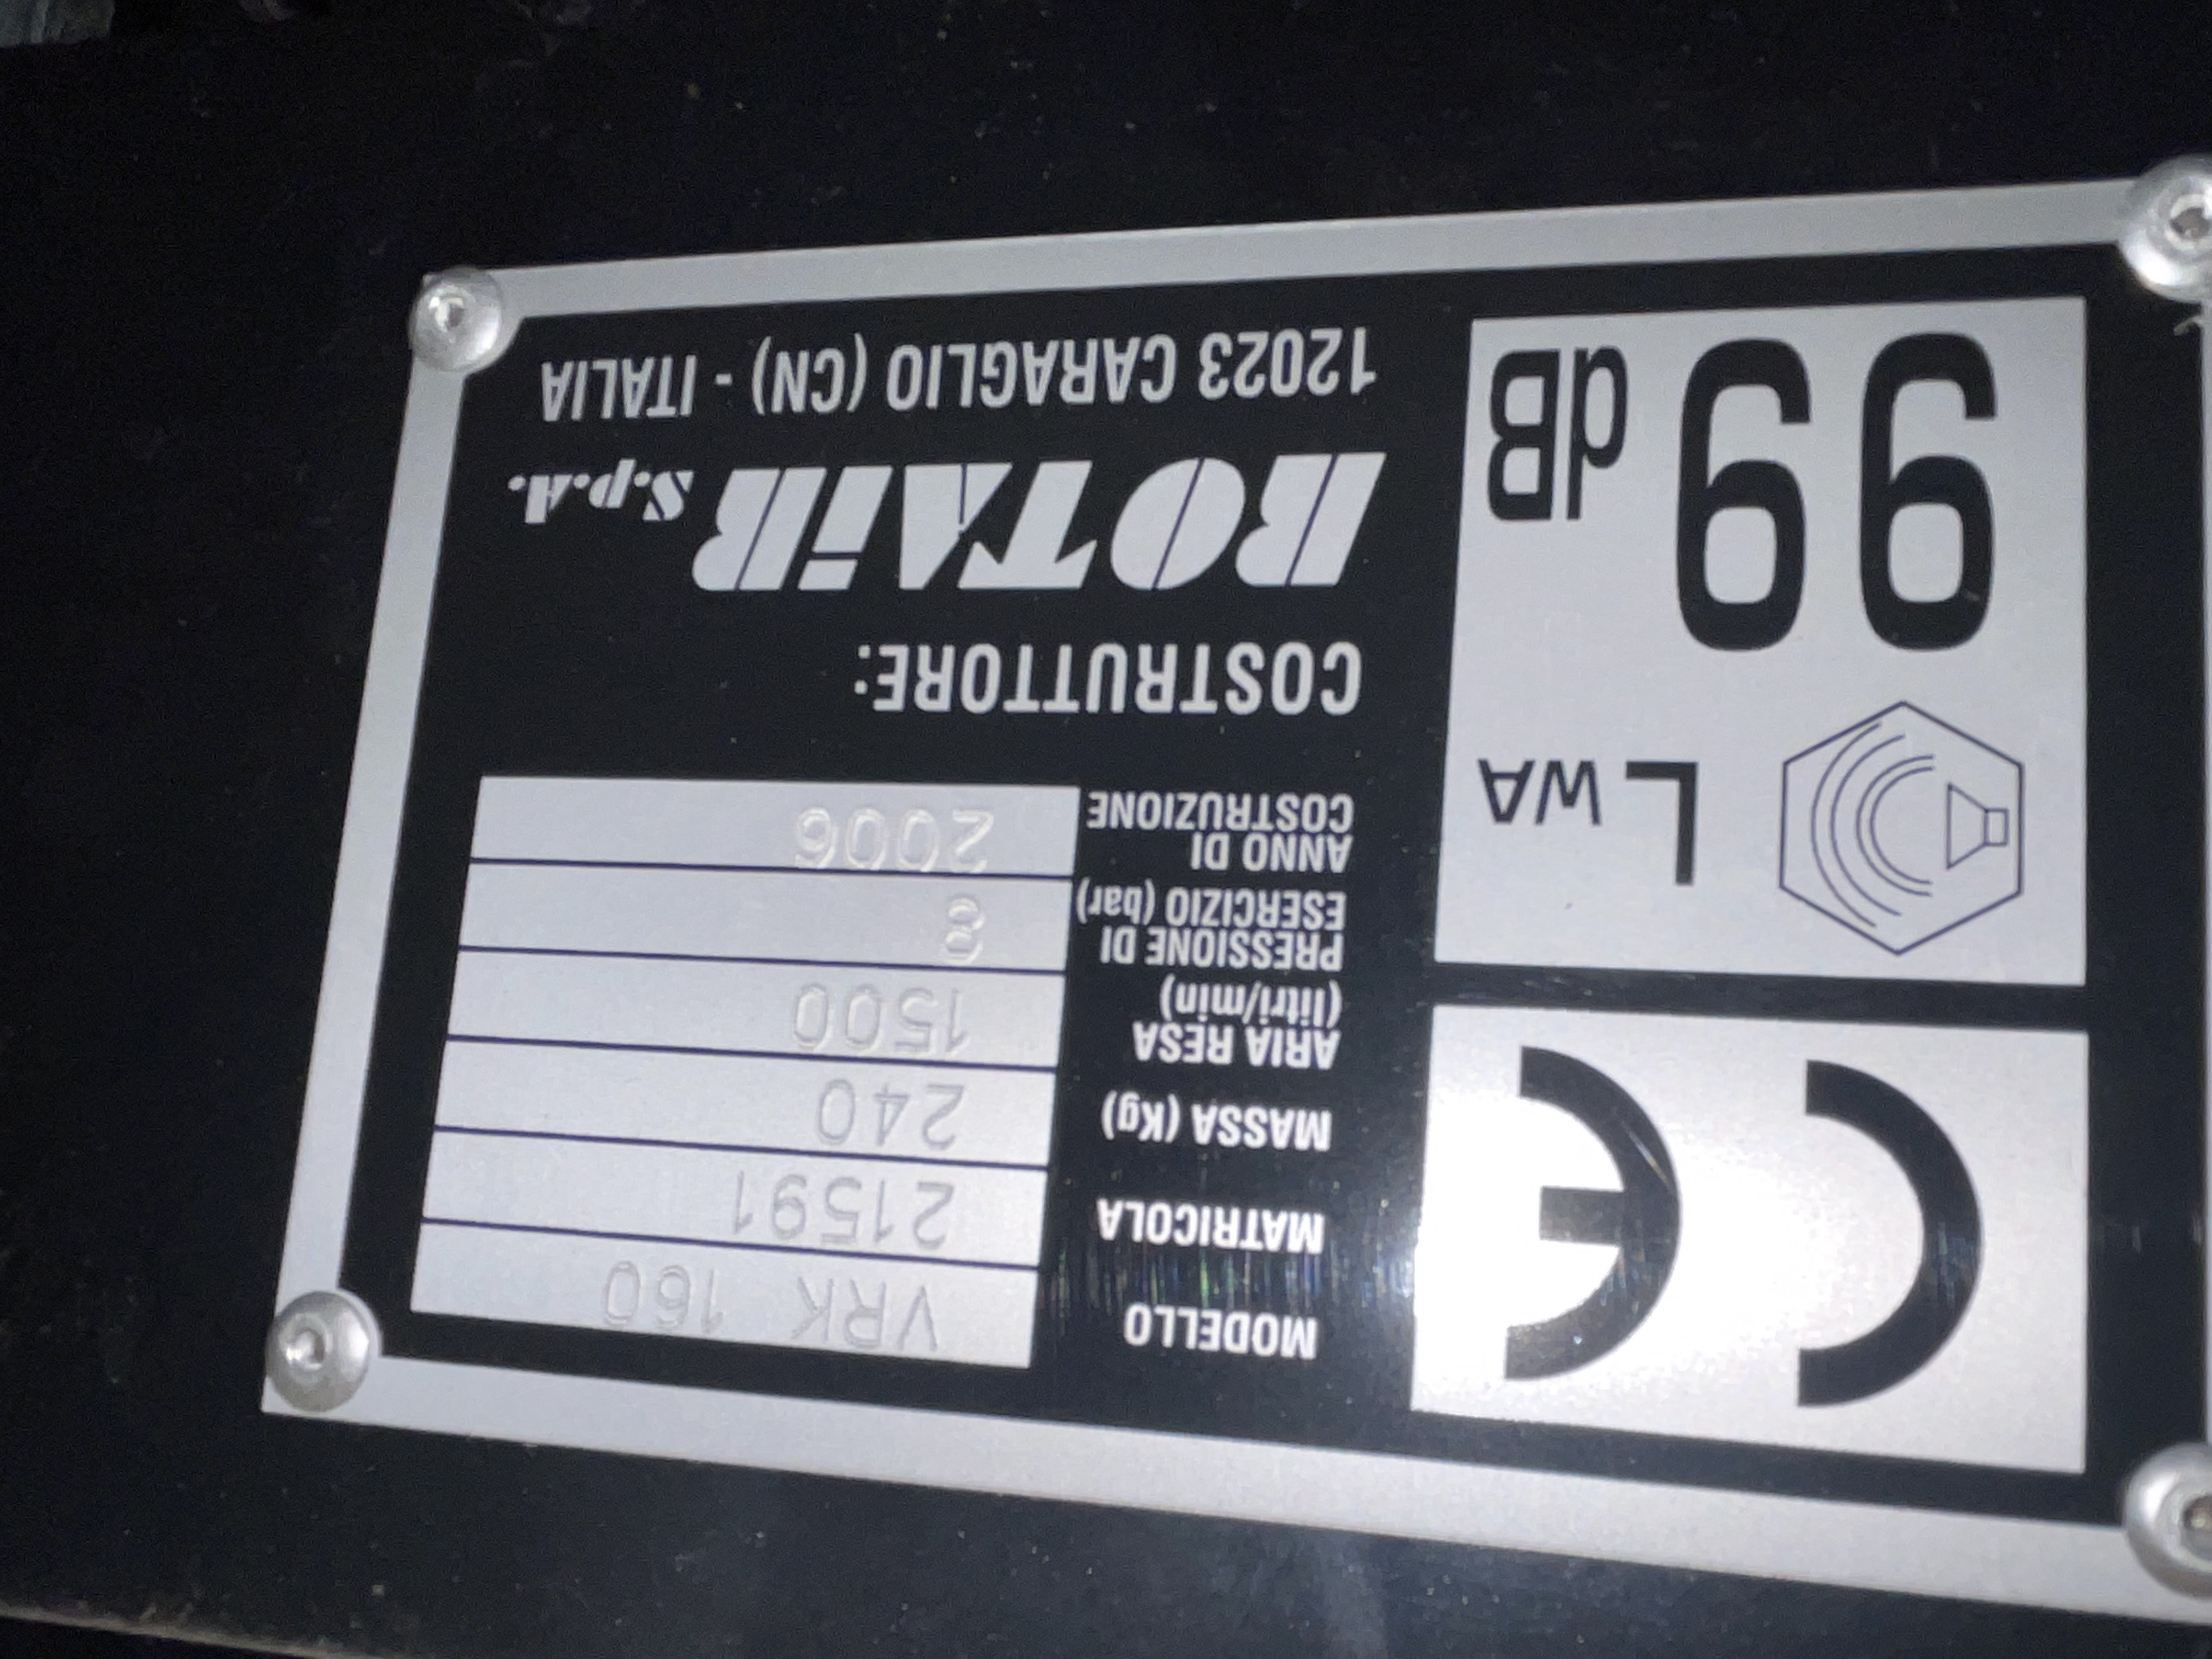 MODELLO VRK 160
MATRICOLA 21591
MASSA (Kg) 240
ARIA RESA
(litri/min) 1500
PRESSIONE DI
ESERCIZIO (bar) 8
ANNO DI
COSTRUZIONE 2006
COSTRUTTORE:
ROTAiR S.p.A.
12023 CARAGLIO (CN) - ITALIA
CE
LWA
99 dB